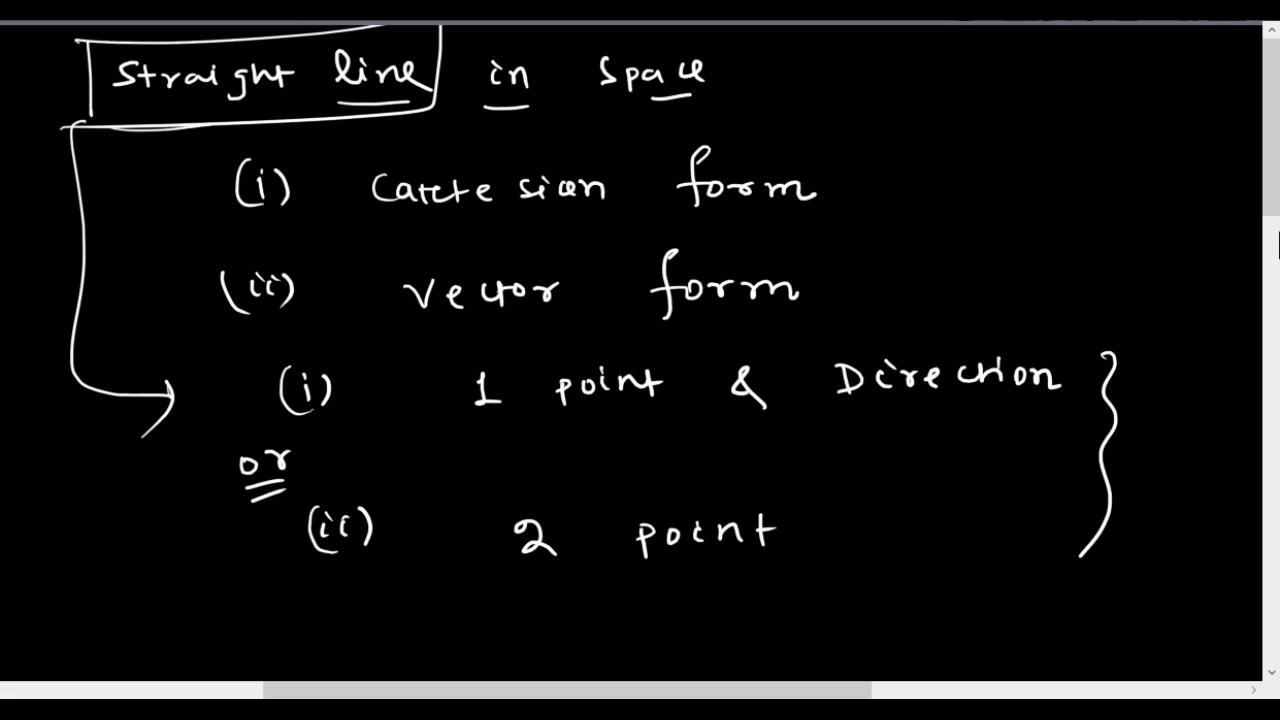 Straight line in space
(i) Cartesian form
(ii) vector form
(i) 1 point & Direction
or
(ii) 2 point